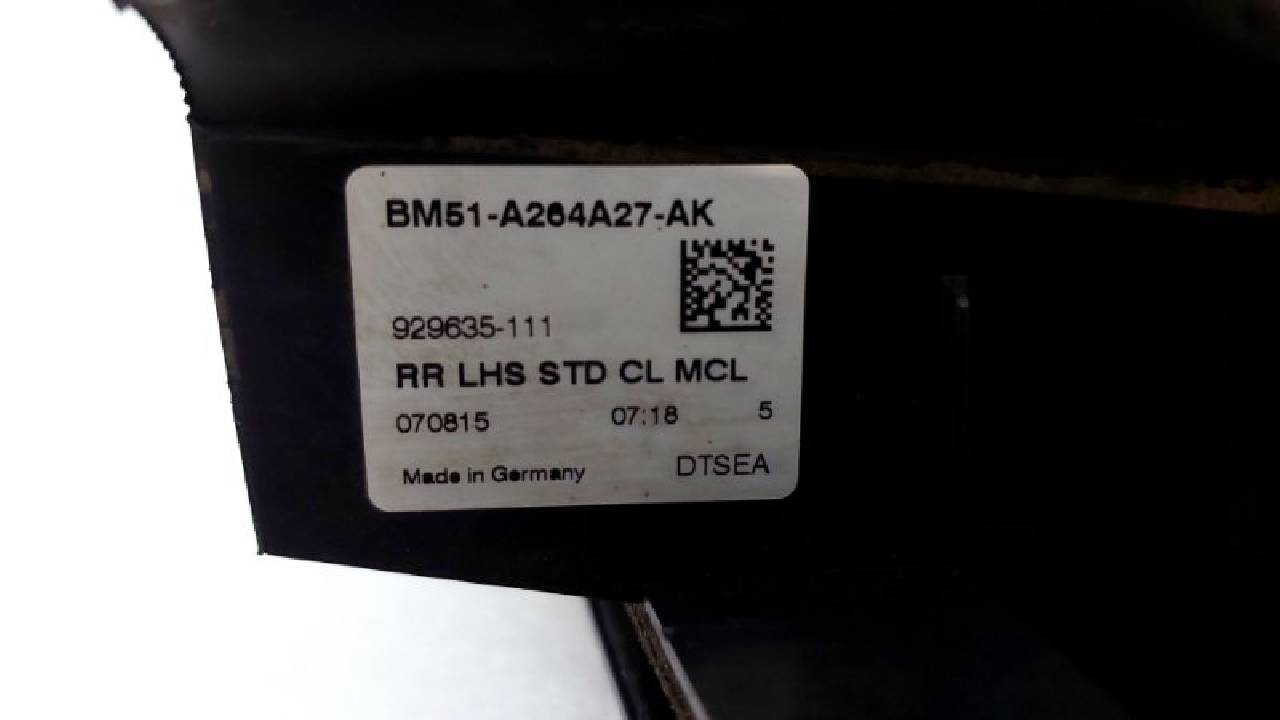 BM51-A264A27-AK
929635-111
RR LHS STD CL MCL
070815 07:18 5
Made in Germany DTSEA